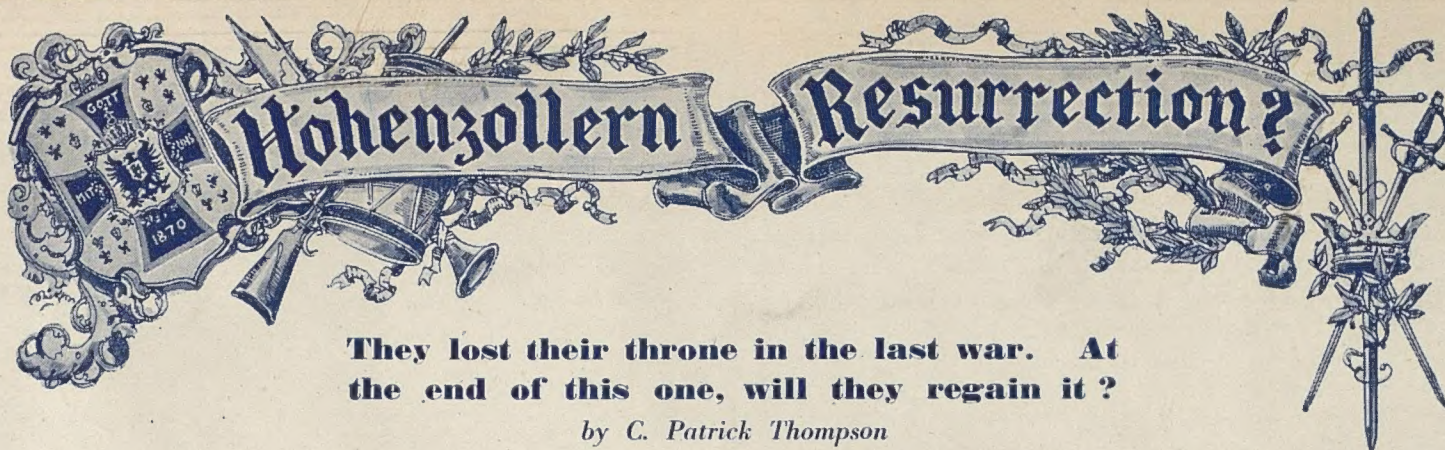 GOTT
MIT
UNS
1870
Hohenzollern Resurrection?
They lost their throne in the last war. At
the end of this one, will they regain it?
by C. Patrick Thompson